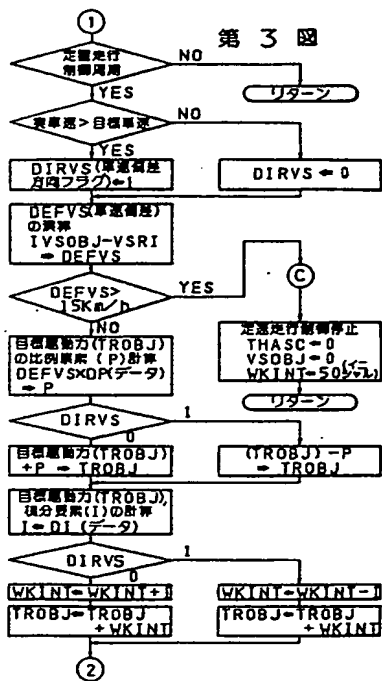 1
第3図
定速走行
制御周期
NO
リターン
YES
実車速>目標車速
NO
YES
DIRVS(車速偏差
方向フラグ)←1
DIRVS ← 0
DEFVS(車速偏差)
の演算
IVSOBJ-VSRI
⇒ DEFVS
DEFVS>
15Km/h
YES
C
NO
定速走行制御停止
THASC←0
VSOBJ←0
WKINT←50(イニ
シャル)
リターン
目標駆動力(TROBJ)
の比例要素(P)計算
DEFVS×DP(データ)
⇒ P
DIRVS
1
0
目標駆動力(TROBJ)
+P ⇒ TROBJ
(TROBJ)-P
⇒ TROBJ
目標駆動力(TROBJ),
積分要素(I)の計算
I←DI(データ)
DIRVS
1
0
WKINT←WKINT+I
WKINT←WKINT-I
TROBJ←TROBJ
+WKINT
TROBJ←TROBJ
+WKINT
2